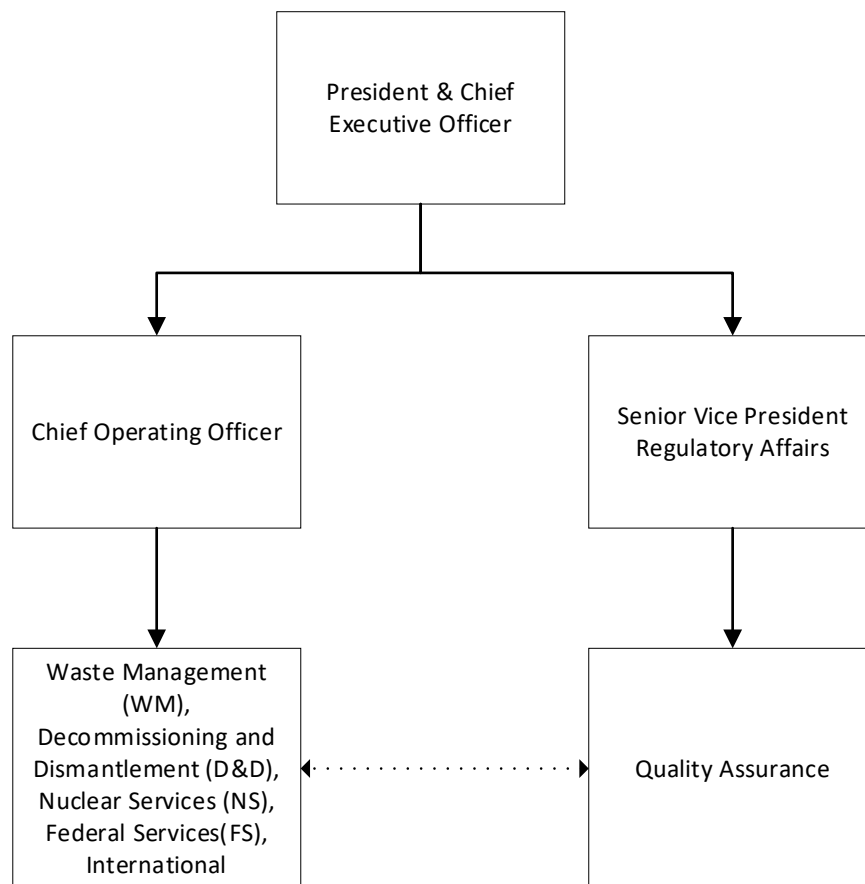 President & Chief
Executive Officer
Chief Operating Officer
Senior Vice President
Regulatory Affairs
Waste Management
(WM),
Decommissioning and
Dismantlement (D&D),
Nuclear Services (NS),
Federal Services(FS),
International
Quality Assurance